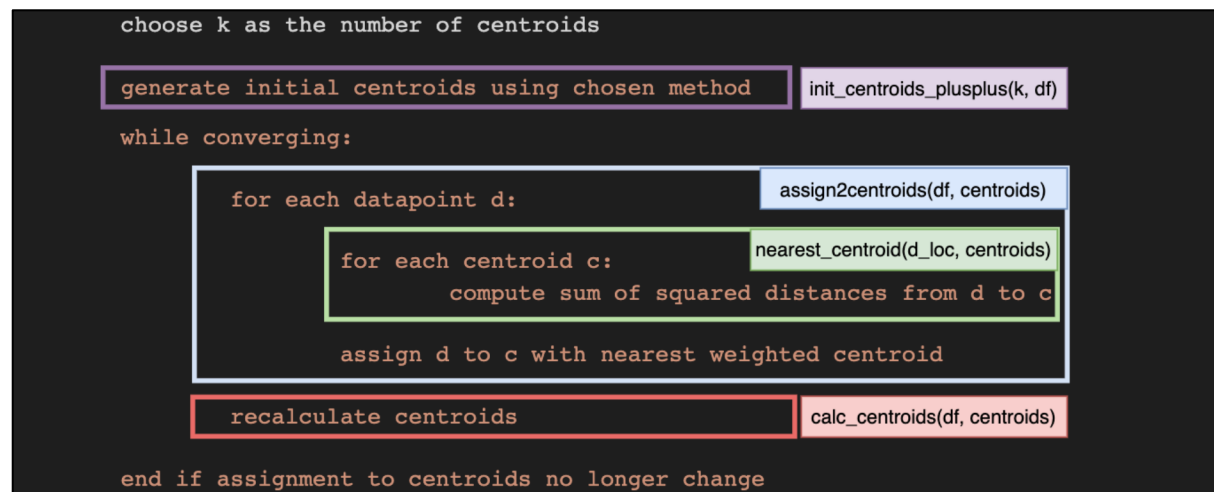 choose k as the number of centroids
generate initial centroids using chosen method
init_centroids_plusplus(k, df)
while converging:
assign2centroids(df, centroids)
for each datapoint d:
nearest_centroid(d_loc, centroids)
for each centroid c:
compute sum of squared distances from d to c
assign d to c with nearest weighted centroid
recalculate centroids
calc_centroids(df, centroids)
end if assignment to centroids no longer change